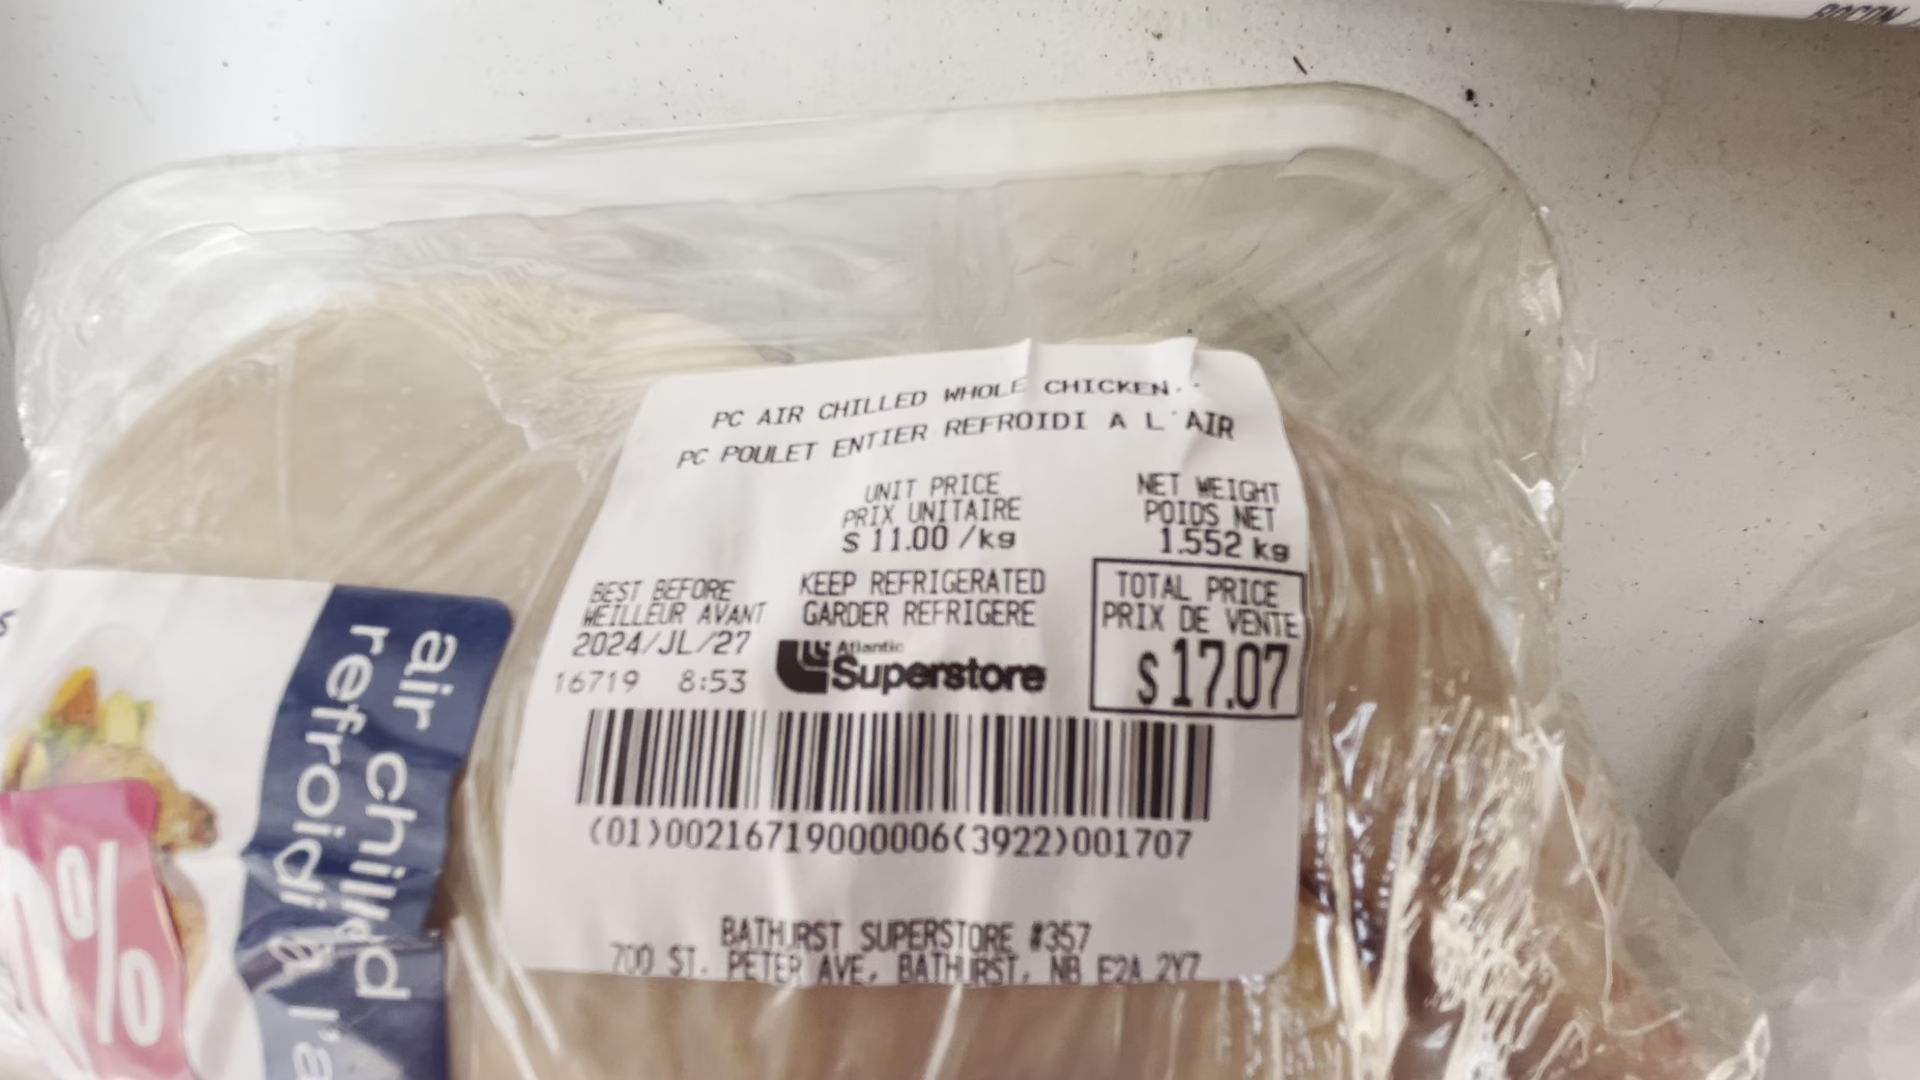 PC AIR CHILLED WHOLE CHICKEN..
PC POULET ENTIER REFROIDI A L'AIR
UNIT PRICE
PRIX UNITAIRE
$ 11.00 /kg
NET WEIGHT
POIDS NET
1.552 kg
BEST BEFORE
MEILLEUR AVANT
2024/JL/27
16719 8:53
KEEP REFRIGERATED
GARDER REFRIGERE
Atlantic
Superstore
TOTAL PRICE
PRIX DE VENTE
$ 17.07
(01)00216719000006(3922)001707
BATHURST SUPERSTORE #357
700 ST. PETER AVE, BATHURST, NB E2A 2Y7
air chilled
refroidi à l'a
%